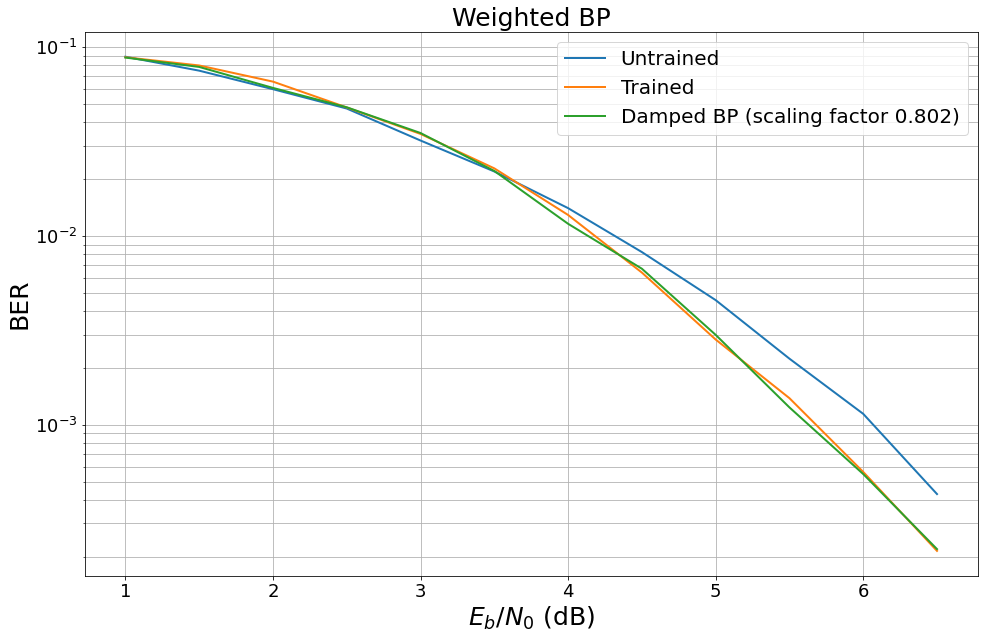 Weighted BP
Untrained
Trained
Damped BP (scaling factor 0.802)
10⁻¹
10⁻²
10⁻³
BER
1 2 3 4 5 6
E_b/N_0 (dB)